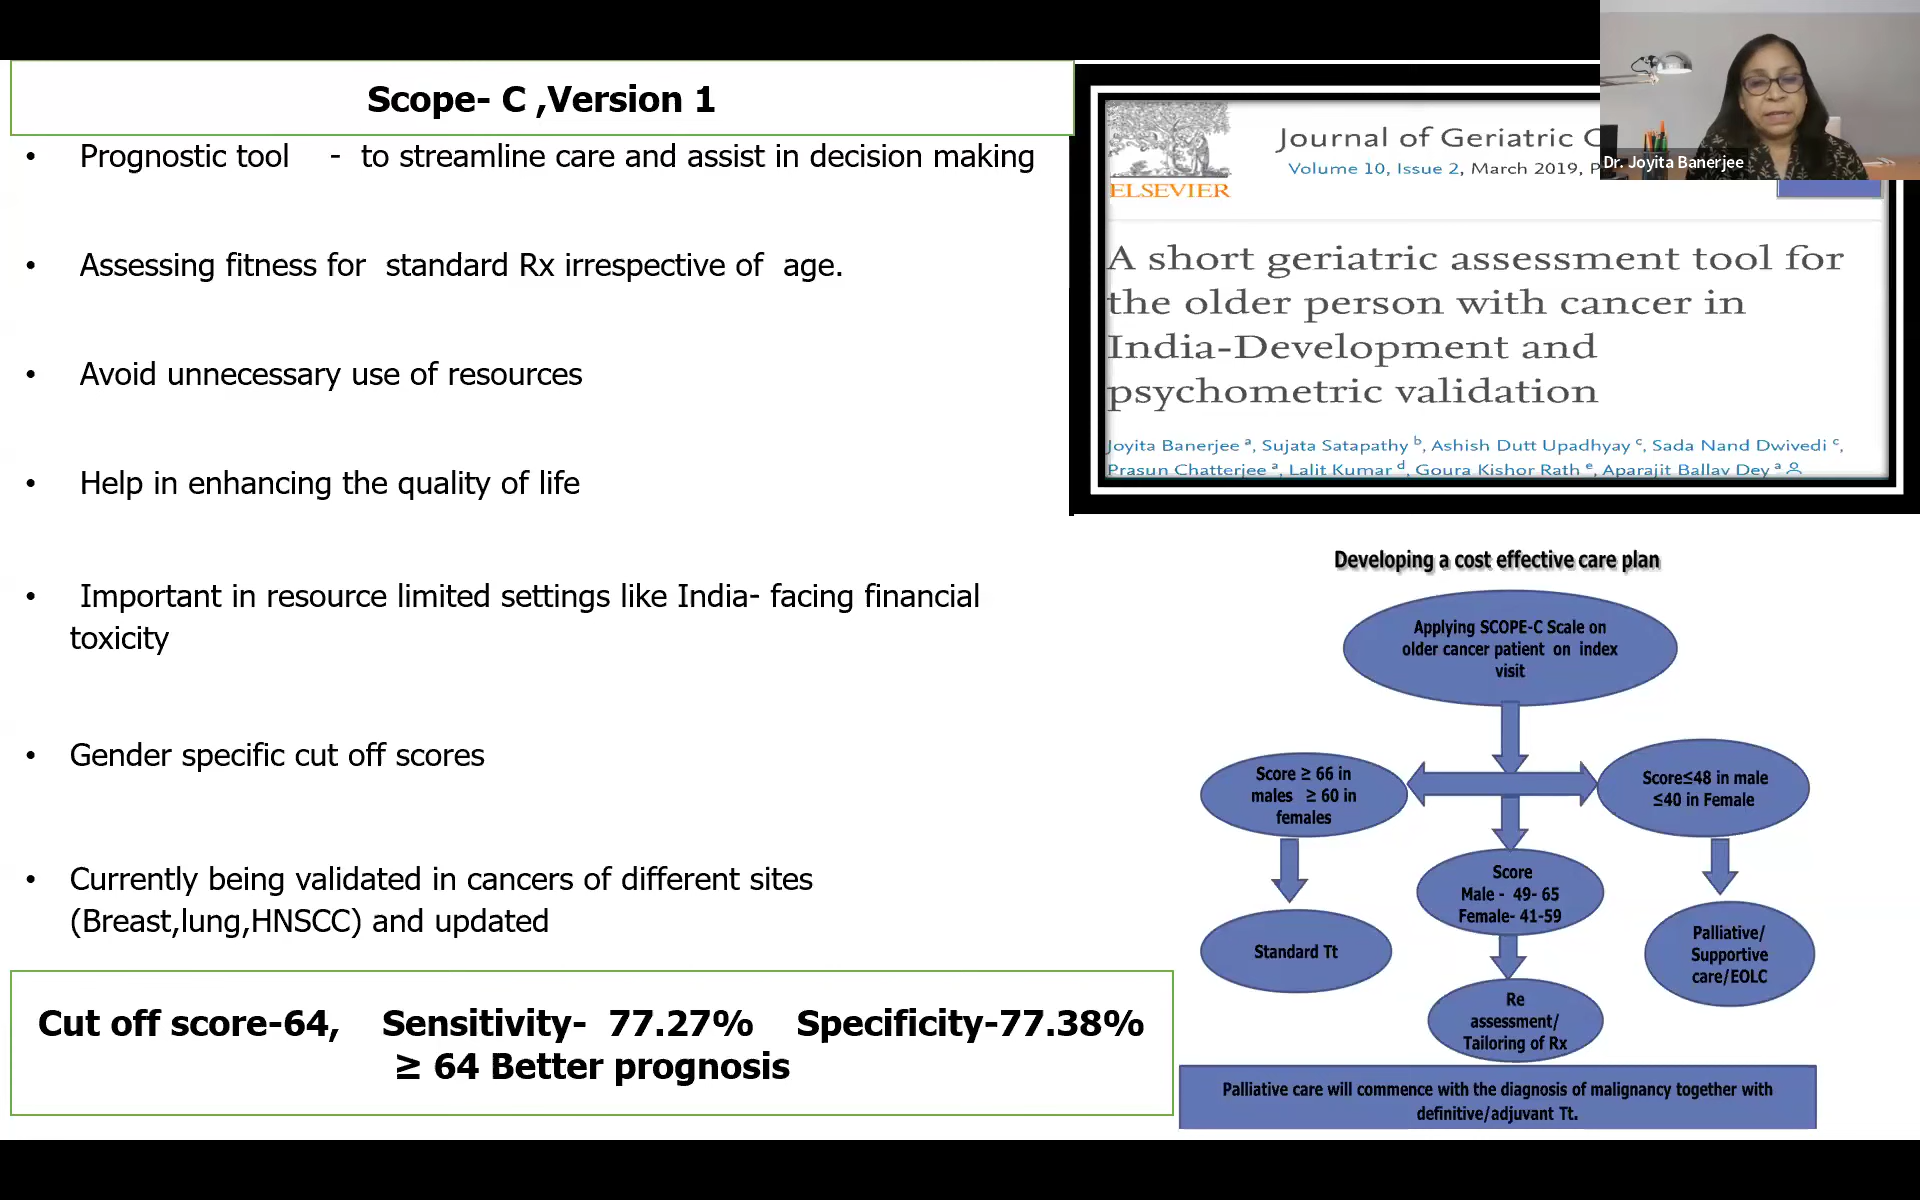 Scope- C ,Version 1
• Prognostic tool - to streamline care and assist in decision making
• Assessing fitness for standard Rx irrespective of age.
• Avoid unnecessary use of resources
• Help in enhancing the quality of life
• Important in resource limited settings like India- facing financial
toxicity
• Gender specific cut off scores
• Currently being validated in cancers of different sites
(Breast,lung,HNSCC) and updated
Cut off score-64, Sensitivity- 77.27% Specificity-77.38%
≥ 64 Better prognosis
Dr. Joyita Banerjee
ELSEVIER
Journal of Geriatric
Volume 10, Issue 2, March 2019,
A short geriatric assessment tool for
the older person with cancer in
India-Development and
psychometric validation
Joyita Banerjee a, Sujata Satapathy b, Ashish Dutt Upadhyay c, Sada Nand Dwivedi c,
Prasun Chatterjee a, Lalit Kumar d, Goura Kishor Rath e, Aparajit Ballav Dey a
Developing a cost effective care plan
Applying SCOPE-C Scale on
older cancer patient on index
visit
Score ≥ 66 in
males ≥ 60 in
females
Score≤48 in male
≤40 in Female
Score
Male - 49- 65
Female- 41-59
Standard Tt
Palliative/
Supportive
care/EOLC
Re
assessment/
Tailoring of Rx
Palliative care will commence with the diagnosis of malignancy together with
definitive/adjuvant Tt.